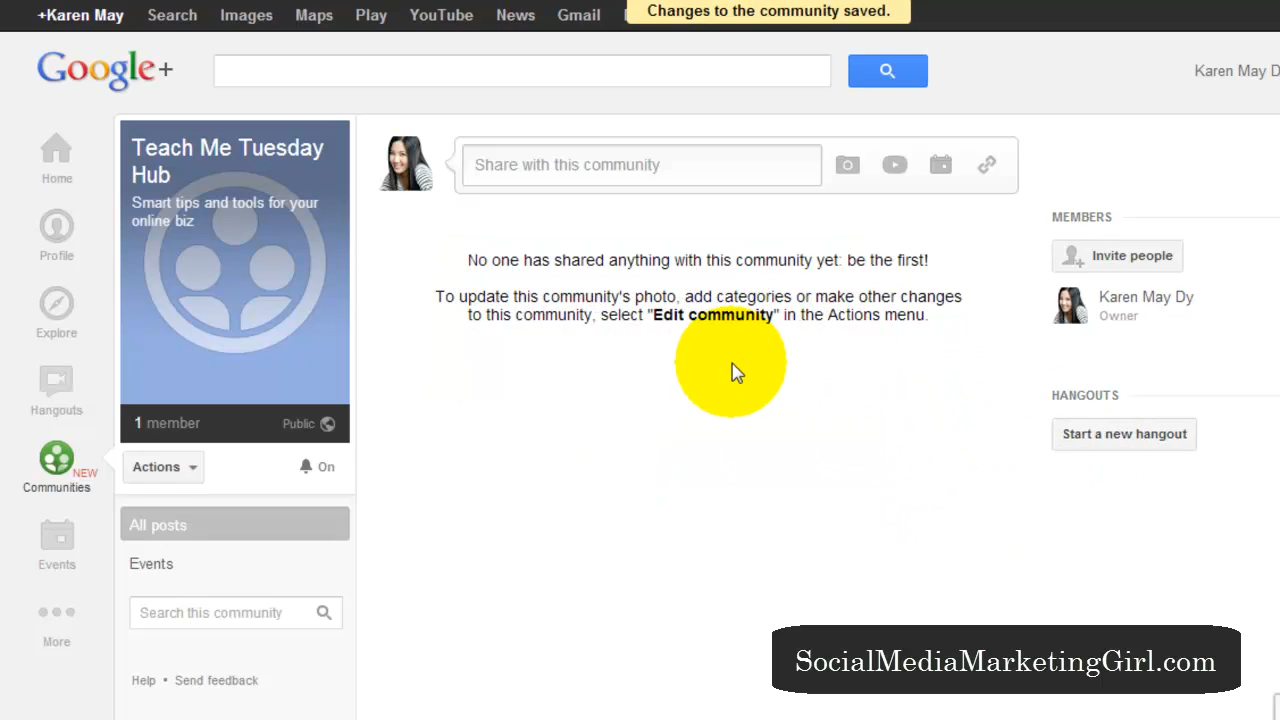 +Karen May Search Images Maps Play YouTube News Gmail
Changes to the community saved.
Google+
Karen May D
Home
Profile
Explore
Hangouts
NEW
Communities
Events
More
Teach Me Tuesday
Hub
Smart tips and tools for your
online biz
1 member Public
Actions On
All posts
Events
Search this community
Help • Send feedback
Share with this community
No one has shared anything with this community yet: be the first!
To update this community's photo, add categories or make other changes
to this community, select "Edit community" in the Actions menu.
MEMBERS
Invite people
Karen May Dy
Owner
HANGOUTS
Start a new hangout
SocialMediaMarketingGirl.com